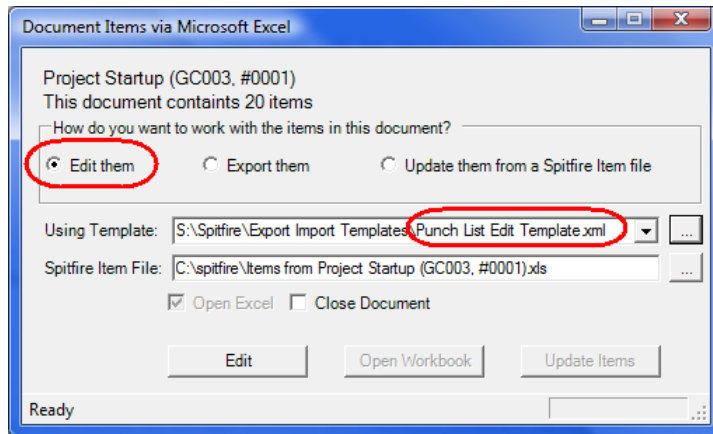 Document Items via Microsoft Excel
Project Startup (GC003, #0001)
This document containts 20 items
How do you want to work with the items in this document?
Edit them Export them Update them from a Spitfire Item file
Using Template: S:\Spitfire\Export Import Templates\Punch List Edit Template.xml ...
Spitfire Item File: C:\spitfire\Items from Project Startup (GC003, #0001).xls ...
Open Excel Close Document
Edit Open Workbook Update Items
Ready